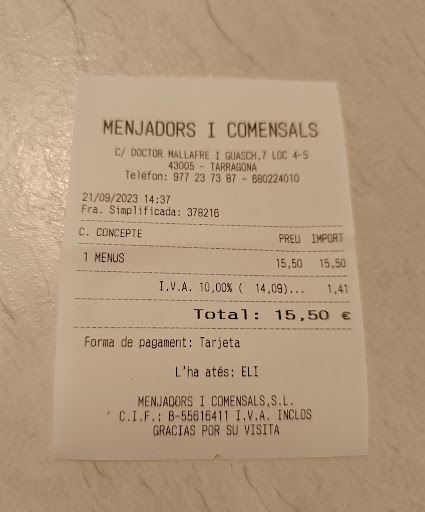 MENJADORS I COMENSALS
C/ DOCTOR MALLAFRE I GUASCH,7 LOC 4-5
43005 - TARRAGONA
Telèfon: 977 23 73 87 - 680224010
21/09/2023 14:37
Fra. Simplificada: 378216
C. CONCEPTE PREU IMPORT
1 MENUS 15,50 15,50
I.V.A. 10,00% ( 14,09)... 1,41
Total: 15,50 €
Forma de pagament: Tarjeta
L'ha atés: ELI
MENJADORS I COMENSALS,S.L.
C.I.F.: B-55616411 I.V.A. INCLOS
GRACIAS POR SU VISITA